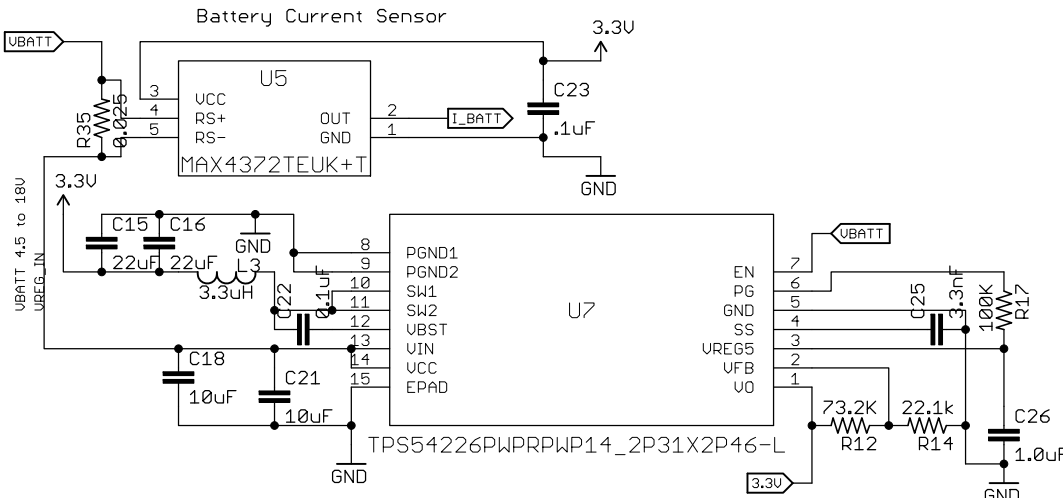 Battery Current Sensor
VBATT
3.3V
U5
3 VCC
4 RS+
5 RS-
OUT 2
GND 1
I_BATT
MAX4372TEUK+T
R35
0.025
C23
.1uF
GND
VBATT 4.5 to 18V
VREG_IN
3.3V
C15
22uF
C16
22uF
GND
L3
3.3uH
C22
0.1uF
C18
10uF
C21
10uF
GND
U7
8 PGND1
9 PGND2
10 SW1
11 SW2
12 VBST
13 VIN
14 VCC
15 EPAD
EN 7
PG 6
GND 5
SS 4
VREG5 3
VFB 2
VO 1
TPS54226PWPRPWP14_2P31X2P46-L
VBATT
C25
3.3nF
100K
R17
73.2K
R12
22.1k
R14
C26
1.0uF
3.3V
GND